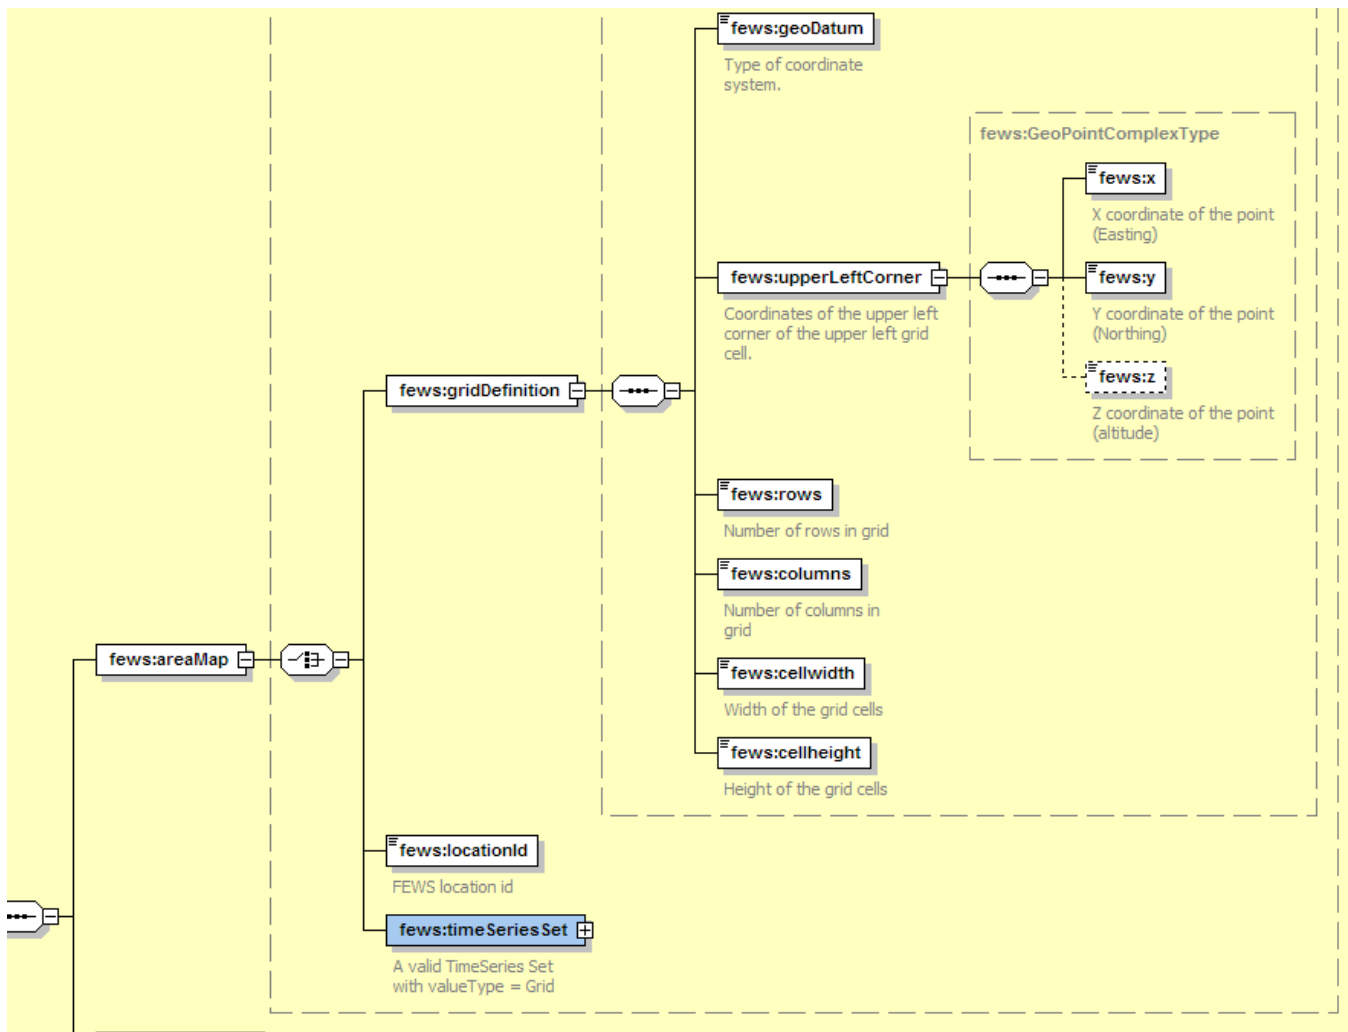 fews:geoDatum
Type of coordinate
system.
fews:GeoPointComplexType
fews:x
X coordinate of the point
(Easting)
fews:upperLeftCorner
Coordinates of the upper left
corner of the upper left grid
cell.
fews:y
Y coordinate of the point
(Northing)
fews:z
Z coordinate of the point
(altitude)
fews:gridDefinition
fews:rows
Number of rows in grid
fews:columns
Number of columns in
grid
fews:areaMap
fews:cellwidth
Width of the grid cells
fews:cellheight
Height of the grid cells
fews:locationId
FEWS location id
fews:timeSeriesSet
A valid TimeSeries Set
with valueType = Grid